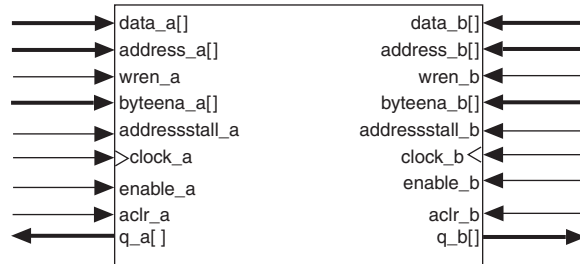 data_a[]
address_a[]
wren_a
byteena_a[]
addressstall_a
clock_a
enable_a
aclr_a
q_a[ ]
data_b[]
address_b[]
wren_b
byteena_b[]
addressstall_b
clock_b
enable_b
aclr_b
q_b[]